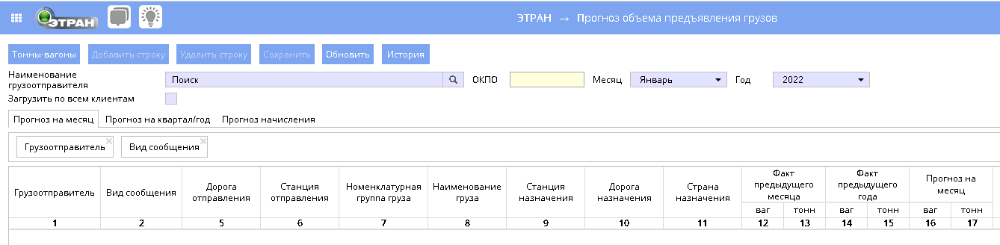 ЭТРАН
ЭТРАН → Прогноз объема предъявления грузов
Тонны-вагоны Добавить строку Удалить строку Сохранить Обновить История
Наименование
грузоотправителя
Поиск ОКПО Месяц Январь Год 2022
Загрузить по всем клиентам
Прогноз на месяц Прогноз на квартал/год Прогноз начисления
Грузоотправитель Вид сообщения
Грузоотправитель
Вид сообщения
Дорога
отправления
Станция
отправления
Номенклатурная
группа груза
Наименование
груза
Станция
назначения
Дорога
назначения
Страна
назначения
Факт
предыдущего
месяца
Факт
предыдущего
года
Прогноз на
месяц
ваг тонн ваг тонн ваг тонн
1 2 5 6 7 8 9 10 11 12 13 14 15 16 17